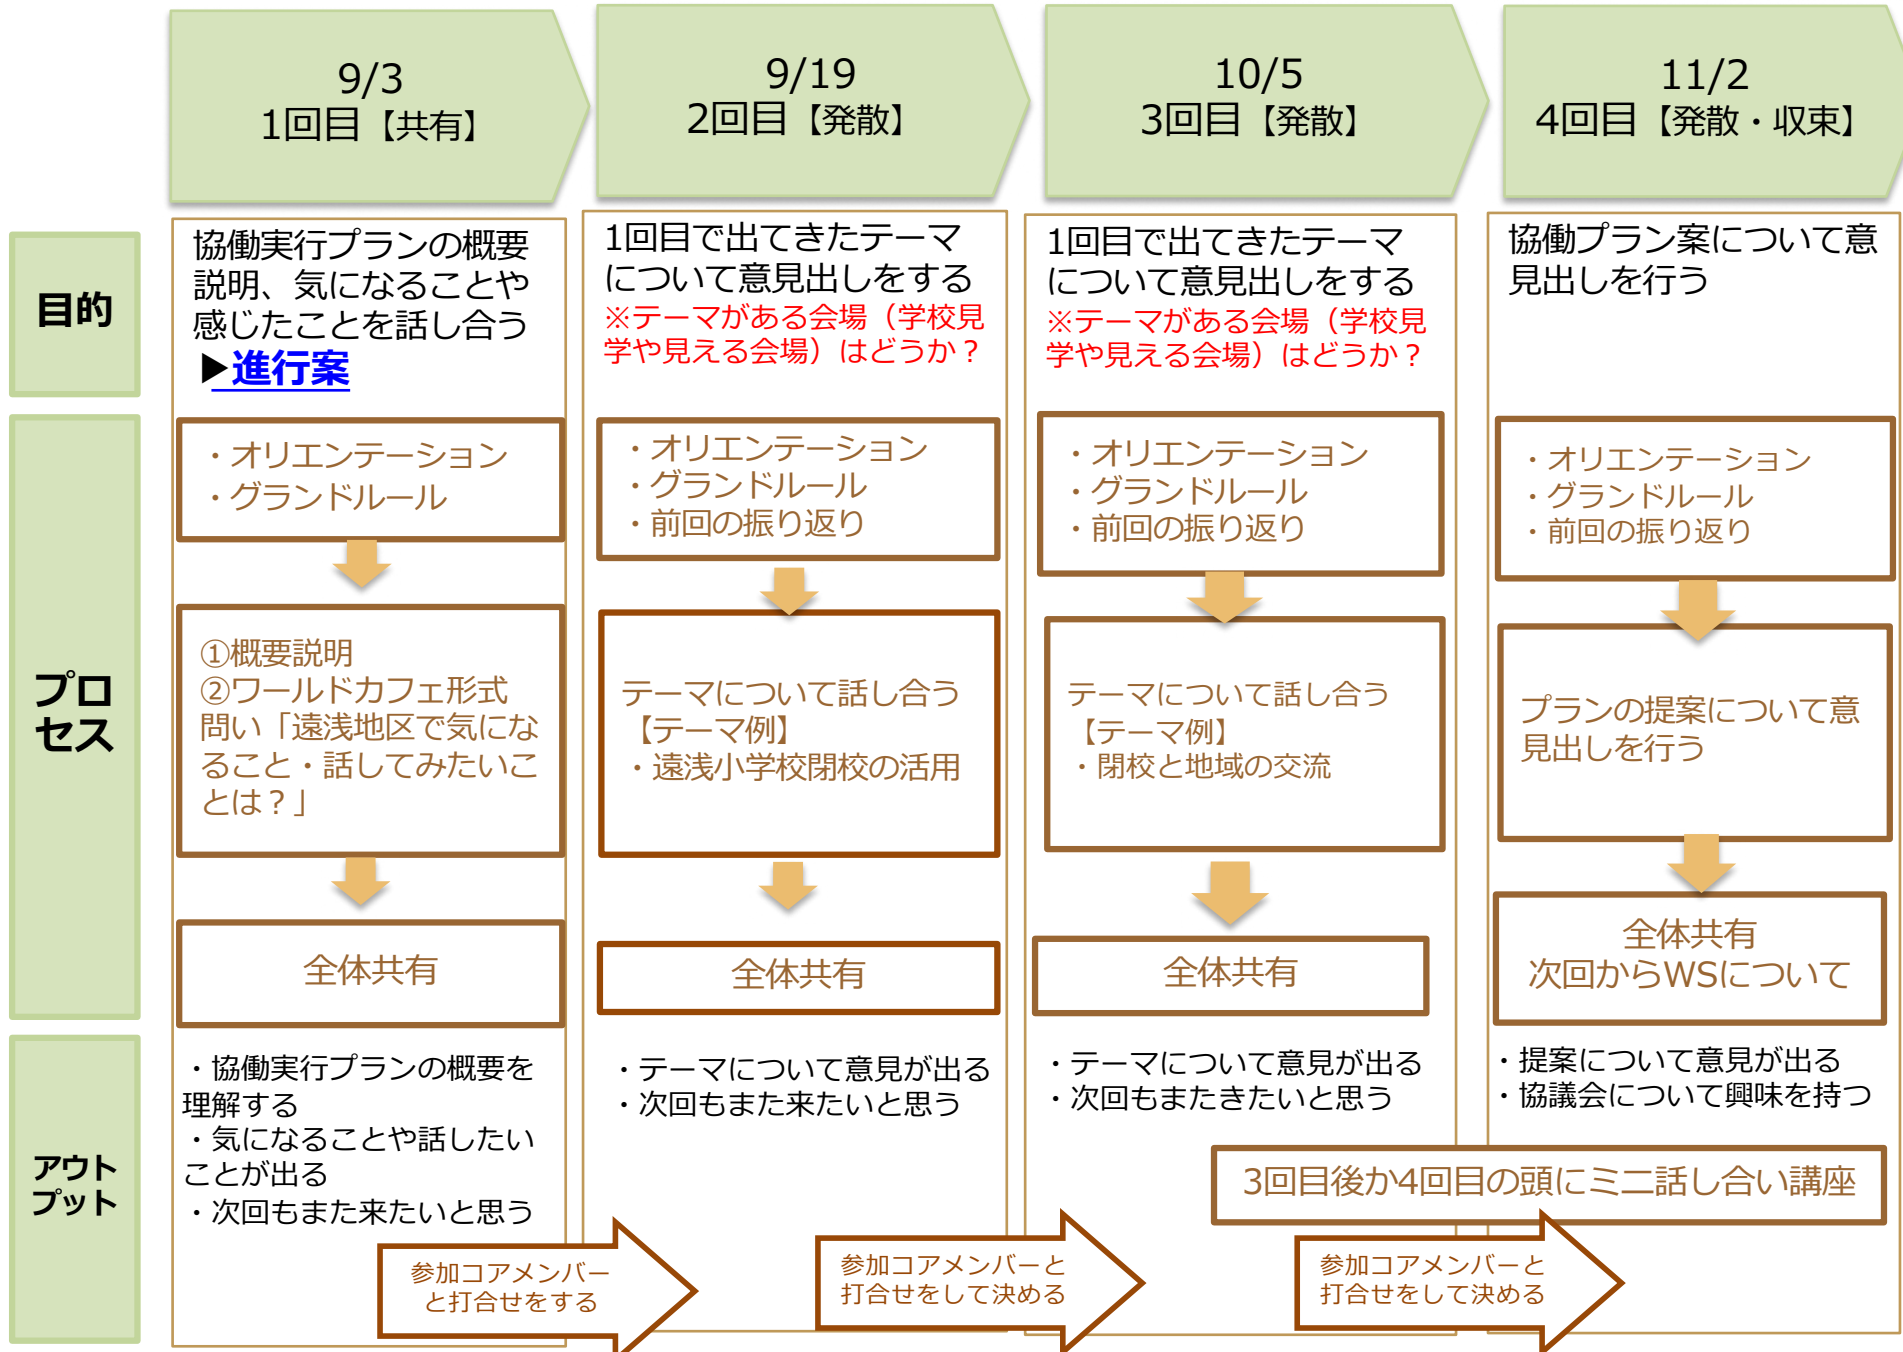 9/3
1回目【共有】
9/19
2回目【発散】
10/5
3回目【発散】
11/2
4回目【発散・収束】
目的
協働実行プランの概要
説明、気になることや
感じたことを話し合う
▶進行案
1回目で出てきたテーマ
について意見出しをする
※テーマがある会場（学校見
学や見える会場）はどうか？
1回目で出てきたテーマ
について意見出しをする
※テーマがある会場（学校見
学や見える会場）はどうか？
協働プラン案について意
見出しを行う
プロ
セス
・オリエンテーション
・グランドルール
①概要説明
②ワールドカフェ形式
問い「遠浅地区で気にな
ること・話してみたいこ
とは？」
全体共有
・オリエンテーション
・グランドルール
・前回の振り返り
テーマについて話し合う
【テーマ例】
・遠浅小学校閉校の活用
全体共有
・オリエンテーション
・グランドルール
・前回の振り返り
テーマについて話し合う
【テーマ例】
・閉校と地域の交流
全体共有
・オリエンテーション
・グランドルール
・前回の振り返り
プランの提案について意
見出しを行う
全体共有
次回からWSについて
アウト
プット
・協働実行プランの概要を
理解する
・気になることや話したい
ことが出る
・次回もまた来たいと思う
・テーマについて意見が出る
・次回もまた来たいと思う
・テーマについて意見が出る
・次回もまたきたいと思う
・提案について意見が出る
・協議会について興味を持つ
3回目後か4回目の頭にミニ話し合い講座
参加コアメンバー
と打合せをする
参加コアメンバーと
打合せをして決める
参加コアメンバーと
打合せをして決める